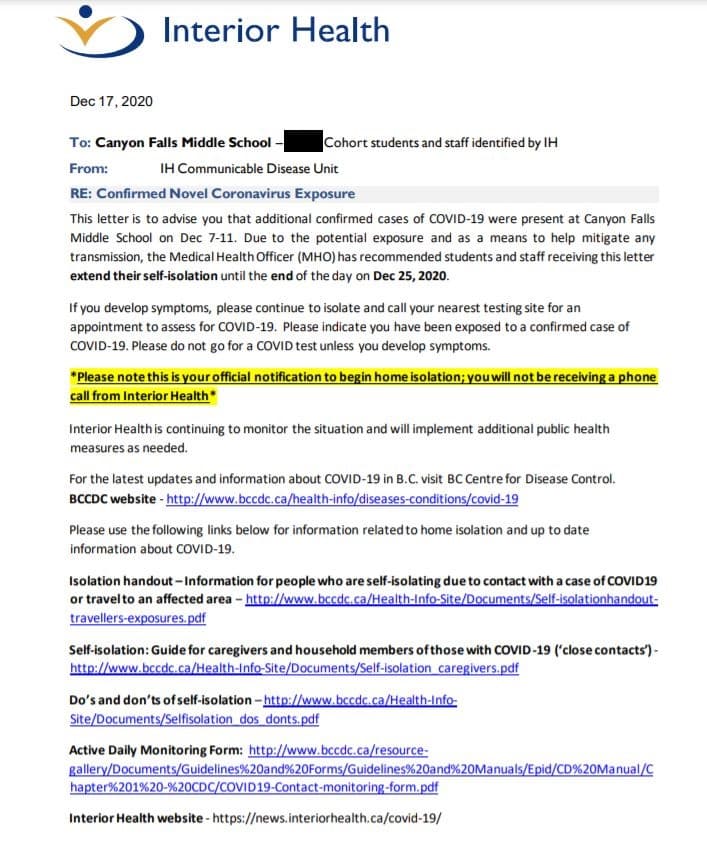 Interior Health
Dec 17, 2020
To: Canyon Falls Middle School – Cohort students and staff identified by IH
From: IH Communicable Disease Unit
RE: Confirmed Novel Coronavirus Exposure
This letter is to advise you that additional confirmed cases of COVID-19 were present at Canyon Falls
Middle School on Dec 7-11. Due to the potential exposure and as a means to help mitigate any
transmission, the Medical Health Officer (MHO) has recommended students and staff receiving this letter
extend their self-isolation until the end of the day on Dec 25, 2020.
If you develop symptoms, please continue to isolate and call your nearest testing site for an
appointment to assess for COVID-19. Please indicate you have been exposed to a confirmed case of
COVID-19. Please do not go for a COVID test unless you develop symptoms.
*Please note this is your official notification to begin home isolation; you will not be receiving a phone
call from Interior Health*
Interior Health is continuing to monitor the situation and will implement additional public health
measures as needed.
For the latest updates and information about COVID-19 in B.C. visit BC Centre for Disease Control.
BCCDC website - http://www.bccdc.ca/health-info/diseases-conditions/covid-19
Please use the following links below for information related to home isolation and up to date
information about COVID-19.
Isolation handout – Information for people who are self-isolating due to contact with a case of COVID19
or travel to an affected area – http://www.bccdc.ca/Health-Info-Site/Documents/Self-isolationhandout-
travellers-exposures.pdf
Self-isolation: Guide for caregivers and household members of those with COVID-19 (‘close contacts’) -
http://www.bccdc.ca/Health-Info-Site/Documents/Self-isolation_caregivers.pdf
Do’s and don’ts of self-isolation – http://www.bccdc.ca/Health-Info-
Site/Documents/Selfisolation_dos_donts.pdf
Active Daily Monitoring Form: http://www.bccdc.ca/resource-
gallery/Documents/Guidelines%20and%20Forms/Guidelines%20and%20Manuals/Epid/CD%20Manual/C
hapter%201%20-%20CDC/COVID19-Contact-monitoring-form.pdf
Interior Health website - https://news.interiorhealth.ca/covid-19/